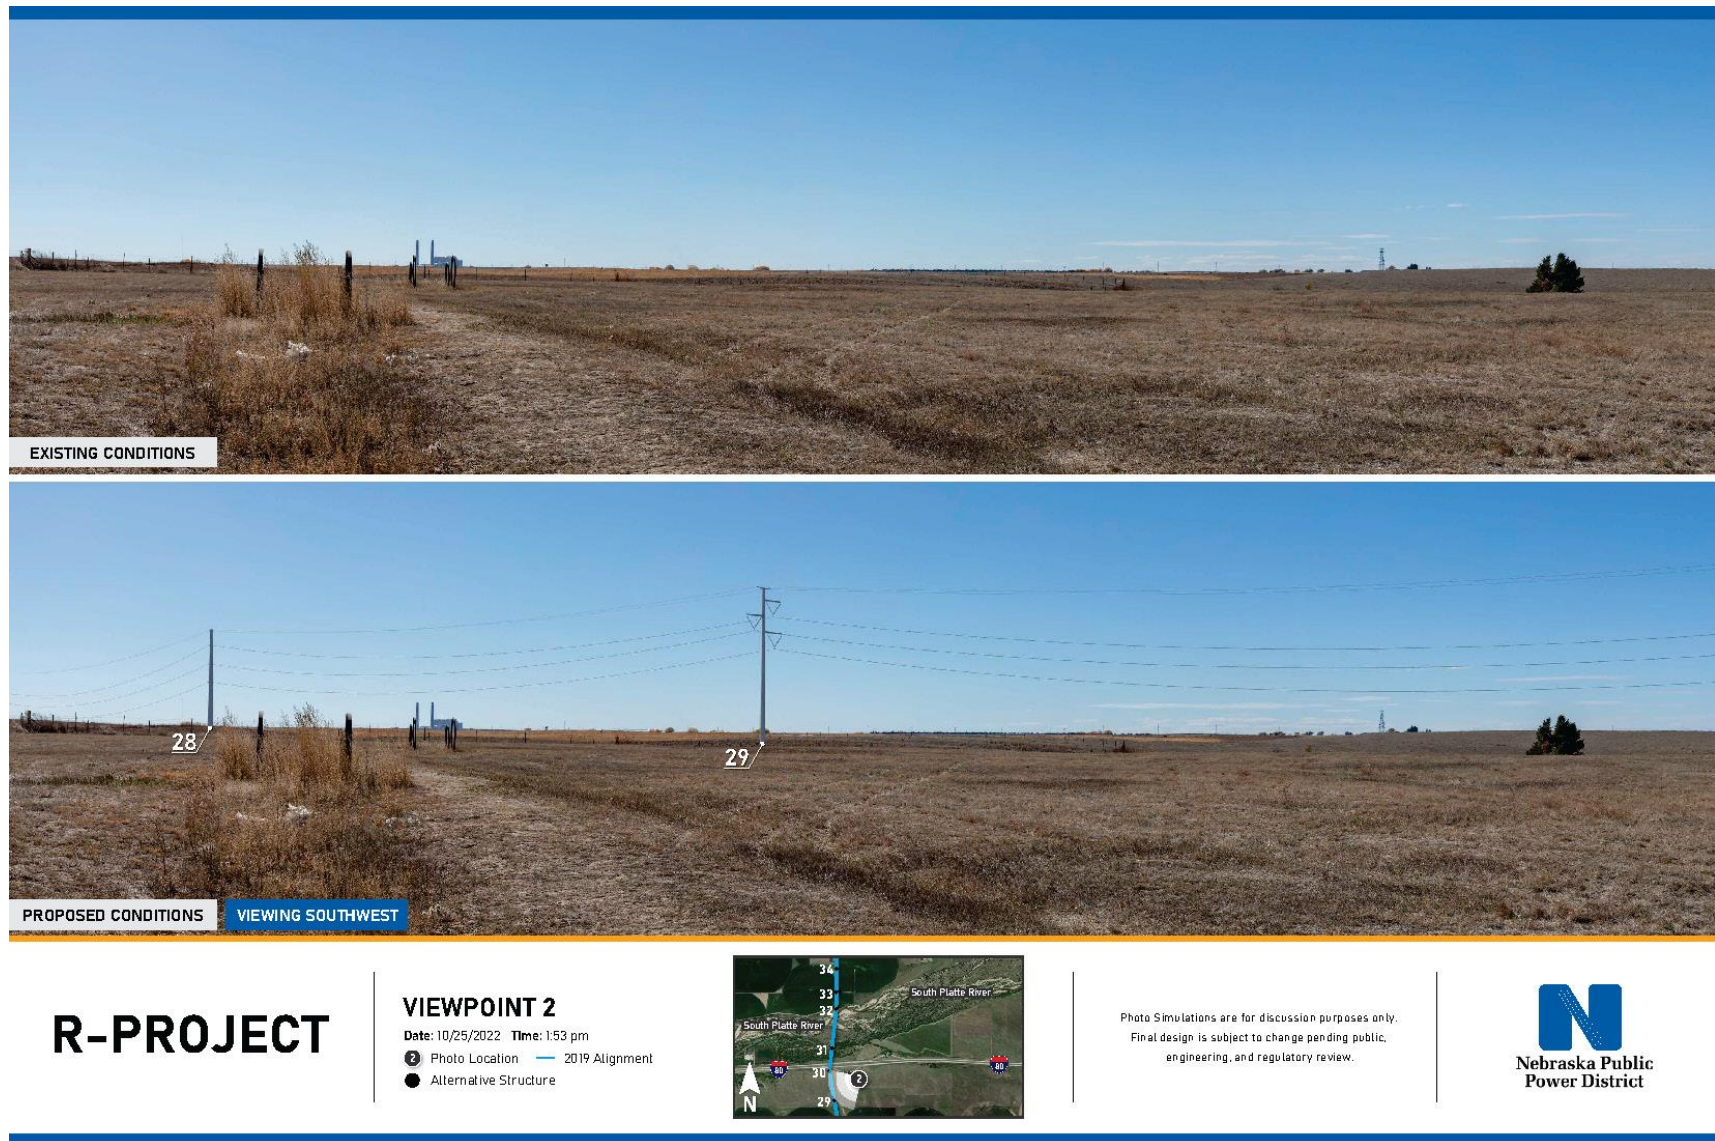 EXISTING CONDITIONS
28
29
PROPOSED CONDITIONS
VIEWING SOUTHWEST
R-PROJECT
VIEWPOINT 2
Date: 10/25/2022 Time: 1:53 pm
2 Photo Location 2019 Alignment
Alternative Structure
34
33
32
South Platte River
South Platte River
31
80
80
30
2
29
N
Photo Simulations are for discussion purposes only.
Final design is subject to change pending public,
engineering, and regulatory review.
Nebraska Public
Power District